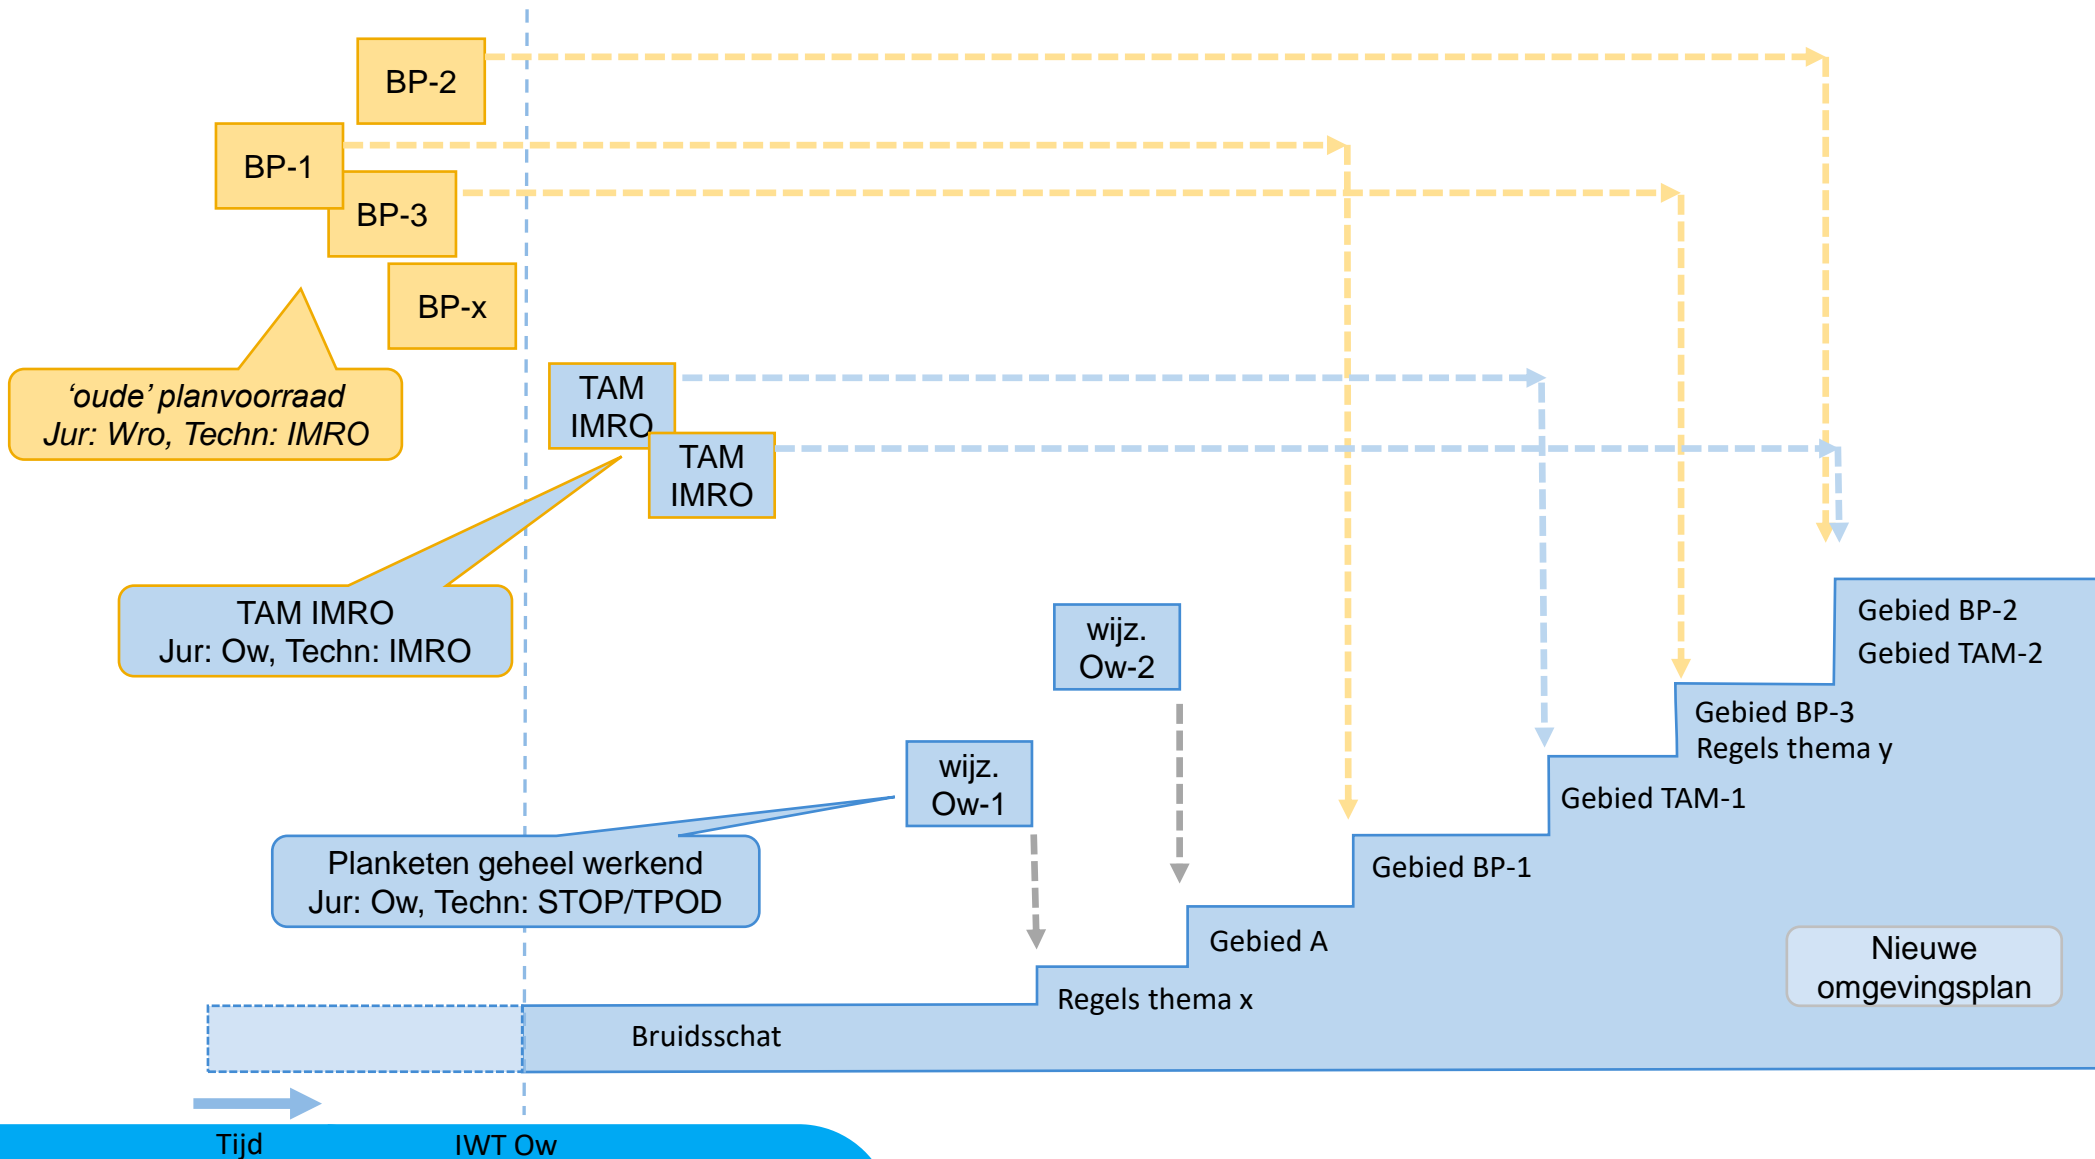 BP-2
BP-1
BP-3
BP-x
‘oude’ planvoorraad
Jur: Wro, Techn: IMRO
TAM
IMRO
TAM
IMRO
TAM IMRO
Jur: Ow, Techn: IMRO
wijz.
Ow-2
wijz.
Ow-1
Planketen geheel werkend
Jur: Ow, Techn: STOP/TPOD
Gebied BP-2
Gebied TAM-2
Gebied BP-3
Regels thema y
Gebied TAM-1
Gebied BP-1
Gebied A
Regels thema x
Bruidsschat
Nieuwe
omgevingsplan
Tijd
IWT Ow